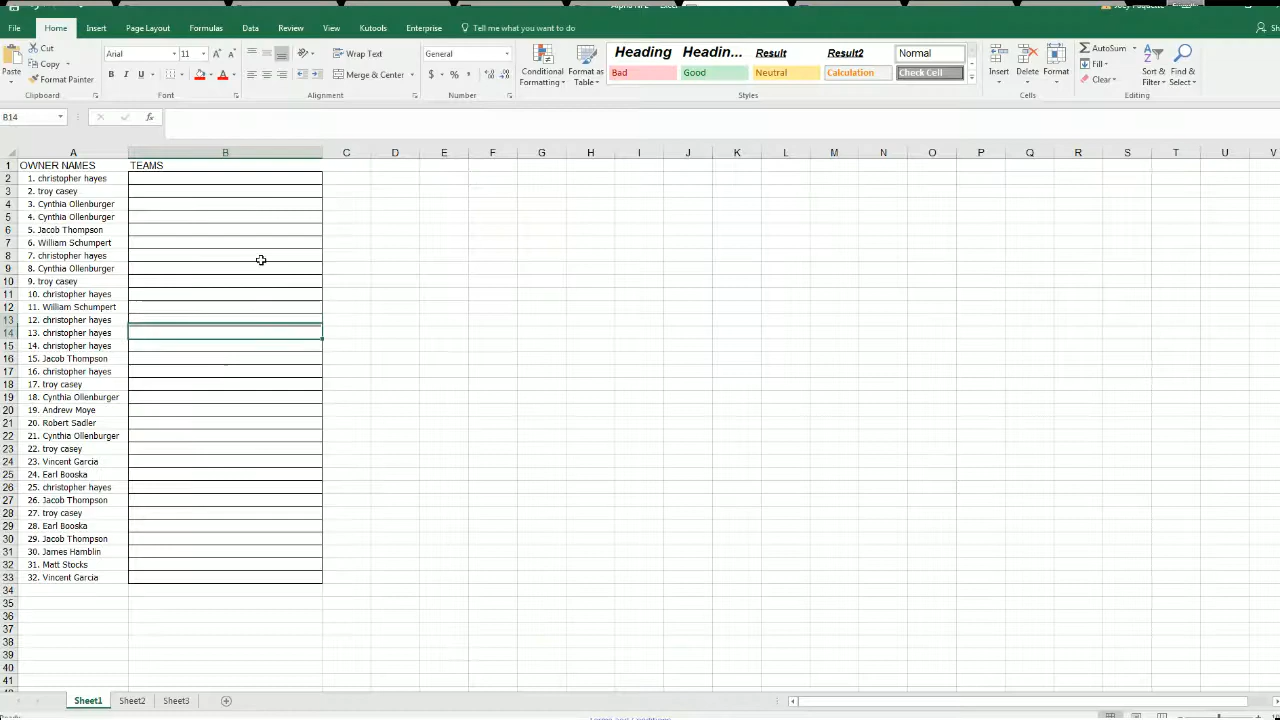 File Home Insert Page Layout Formulas Data Review View Kutools Enterprise Tell me what you want to do
Paste Cut Copy Format Painter Clipboard
Arial 11 Font
Wrap Text Merge & Center Alignment
General $ % Number
Conditional Formatting Format as Table
Heading Headin... Result Result2 Normal
Bad Good Neutral Calculation Check Cell
Styles
Insert Delete Format Cells
AutoSum Fill Clear Sort & Filter Find & Select Editing
B14 fx
A B C D E F G H I J K L M N O P Q R S T U V
1 OWNER NAMES TEAMS
2 1. christopher hayes
3 2. troy casey
4 3. Cynthia Ollenburger
5 4. Cynthia Ollenburger
6 5. Jacob Thompson
7 6. William Schumpert
8 7. christopher hayes
9 8. Cynthia Ollenburger
10 9. troy casey
11 10. christopher hayes
12 11. William Schumpert
13 12. christopher hayes
14 13. christopher hayes
15 14. christopher hayes
16 15. Jacob Thompson
17 16. christopher hayes
18 17. troy casey
19 18. Cynthia Ollenburger
20 19. Andrew Moye
21 20. Robert Sadler
22 21. Cynthia Ollenburger
23 22. troy casey
24 23. Vincent Garcia
25 24. Earl Booska
26 25. christopher hayes
27 26. Jacob Thompson
28 27. troy casey
29 28. Earl Booska
30 29. Jacob Thompson
31 30. James Hamblin
32 31. Matt Stocks
33 32. Vincent Garcia
34
35
36
37
38
39
40
41
Sheet1 Sheet2 Sheet3